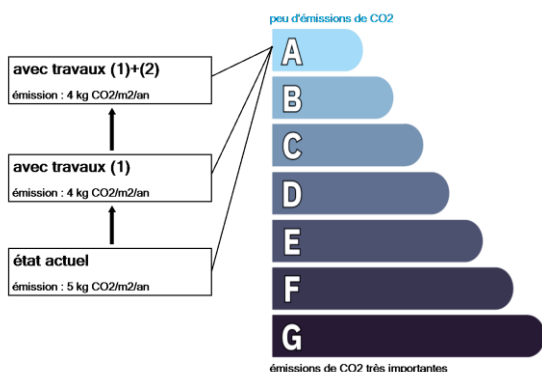 peu d'émissions de CO2
avec travaux (1)+(2)
émission : 4 kg CO2/m2/an
avec travaux (1)
émission : 4 kg CO2/m2/an
état actuel
émission : 5 kg CO2/m2/an
A
B
C
D
E
F
G
émissions de CO2 très importantes